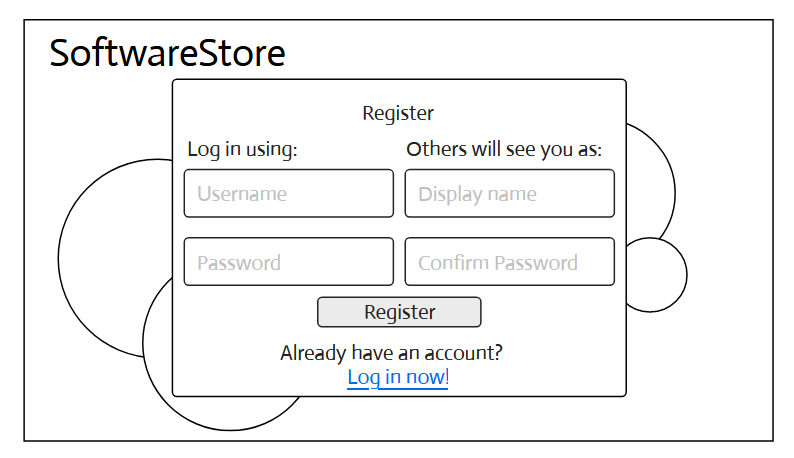 SoftwareStore
Register
Log in using:
Others will see you as:
Username
Display name
Password
Confirm Password
Register
Already have an account?
Log in now!